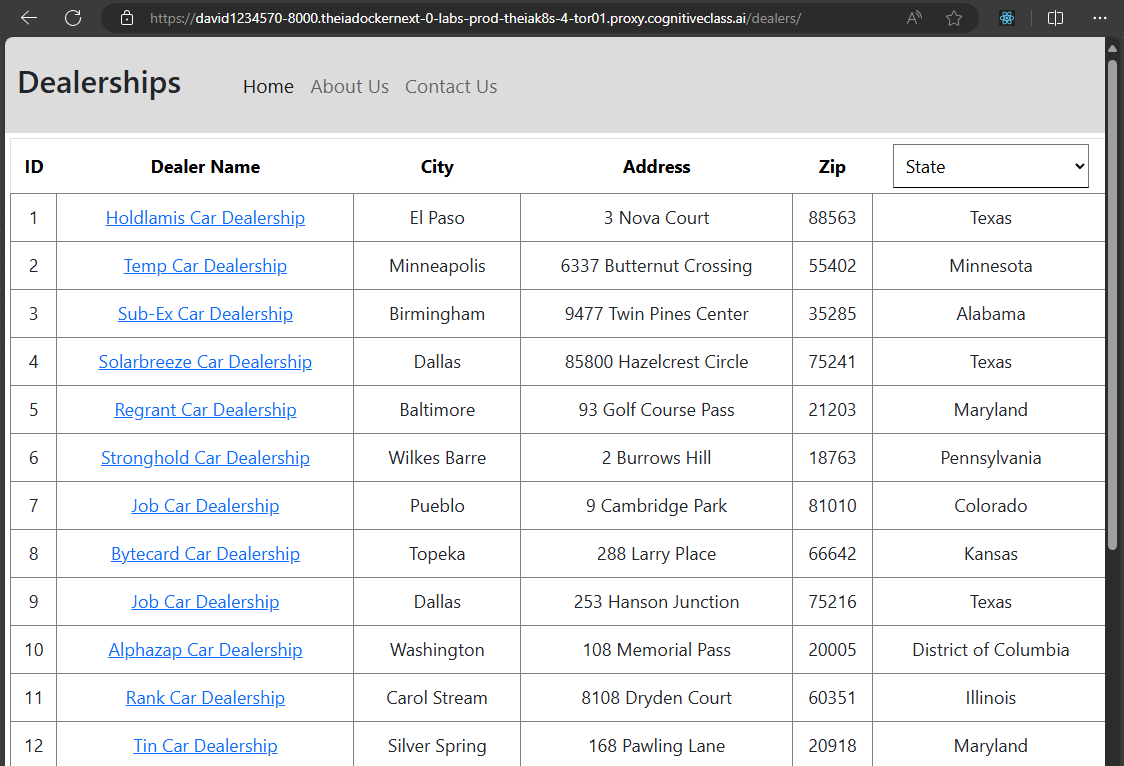 https://david1234570-8000.theiadockernext-0-labs-prod-theiak8s-4-tor01.proxy.cognitiveclass.ai/dealers/
Dealerships Home About Us Contact Us
ID Dealer Name City Address Zip State
1 Holdlamis Car Dealership El Paso 3 Nova Court 88563 Texas
2 Temp Car Dealership Minneapolis 6337 Butternut Crossing 55402 Minnesota
3 Sub-Ex Car Dealership Birmingham 9477 Twin Pines Center 35285 Alabama
4 Solarbreeze Car Dealership Dallas 85800 Hazelcrest Circle 75241 Texas
5 Regrant Car Dealership Baltimore 93 Golf Course Pass 21203 Maryland
6 Stronghold Car Dealership Wilkes Barre 2 Burrows Hill 18763 Pennsylvania
7 Job Car Dealership Pueblo 9 Cambridge Park 81010 Colorado
8 Bytecard Car Dealership Topeka 288 Larry Place 66642 Kansas
9 Job Car Dealership Dallas 253 Hanson Junction 75216 Texas
10 Alphazap Car Dealership Washington 108 Memorial Pass 20005 District of Columbia
11 Rank Car Dealership Carol Stream 8108 Dryden Court 60351 Illinois
12 Tin Car Dealership Silver Spring 168 Pawling Lane 20918 Maryland